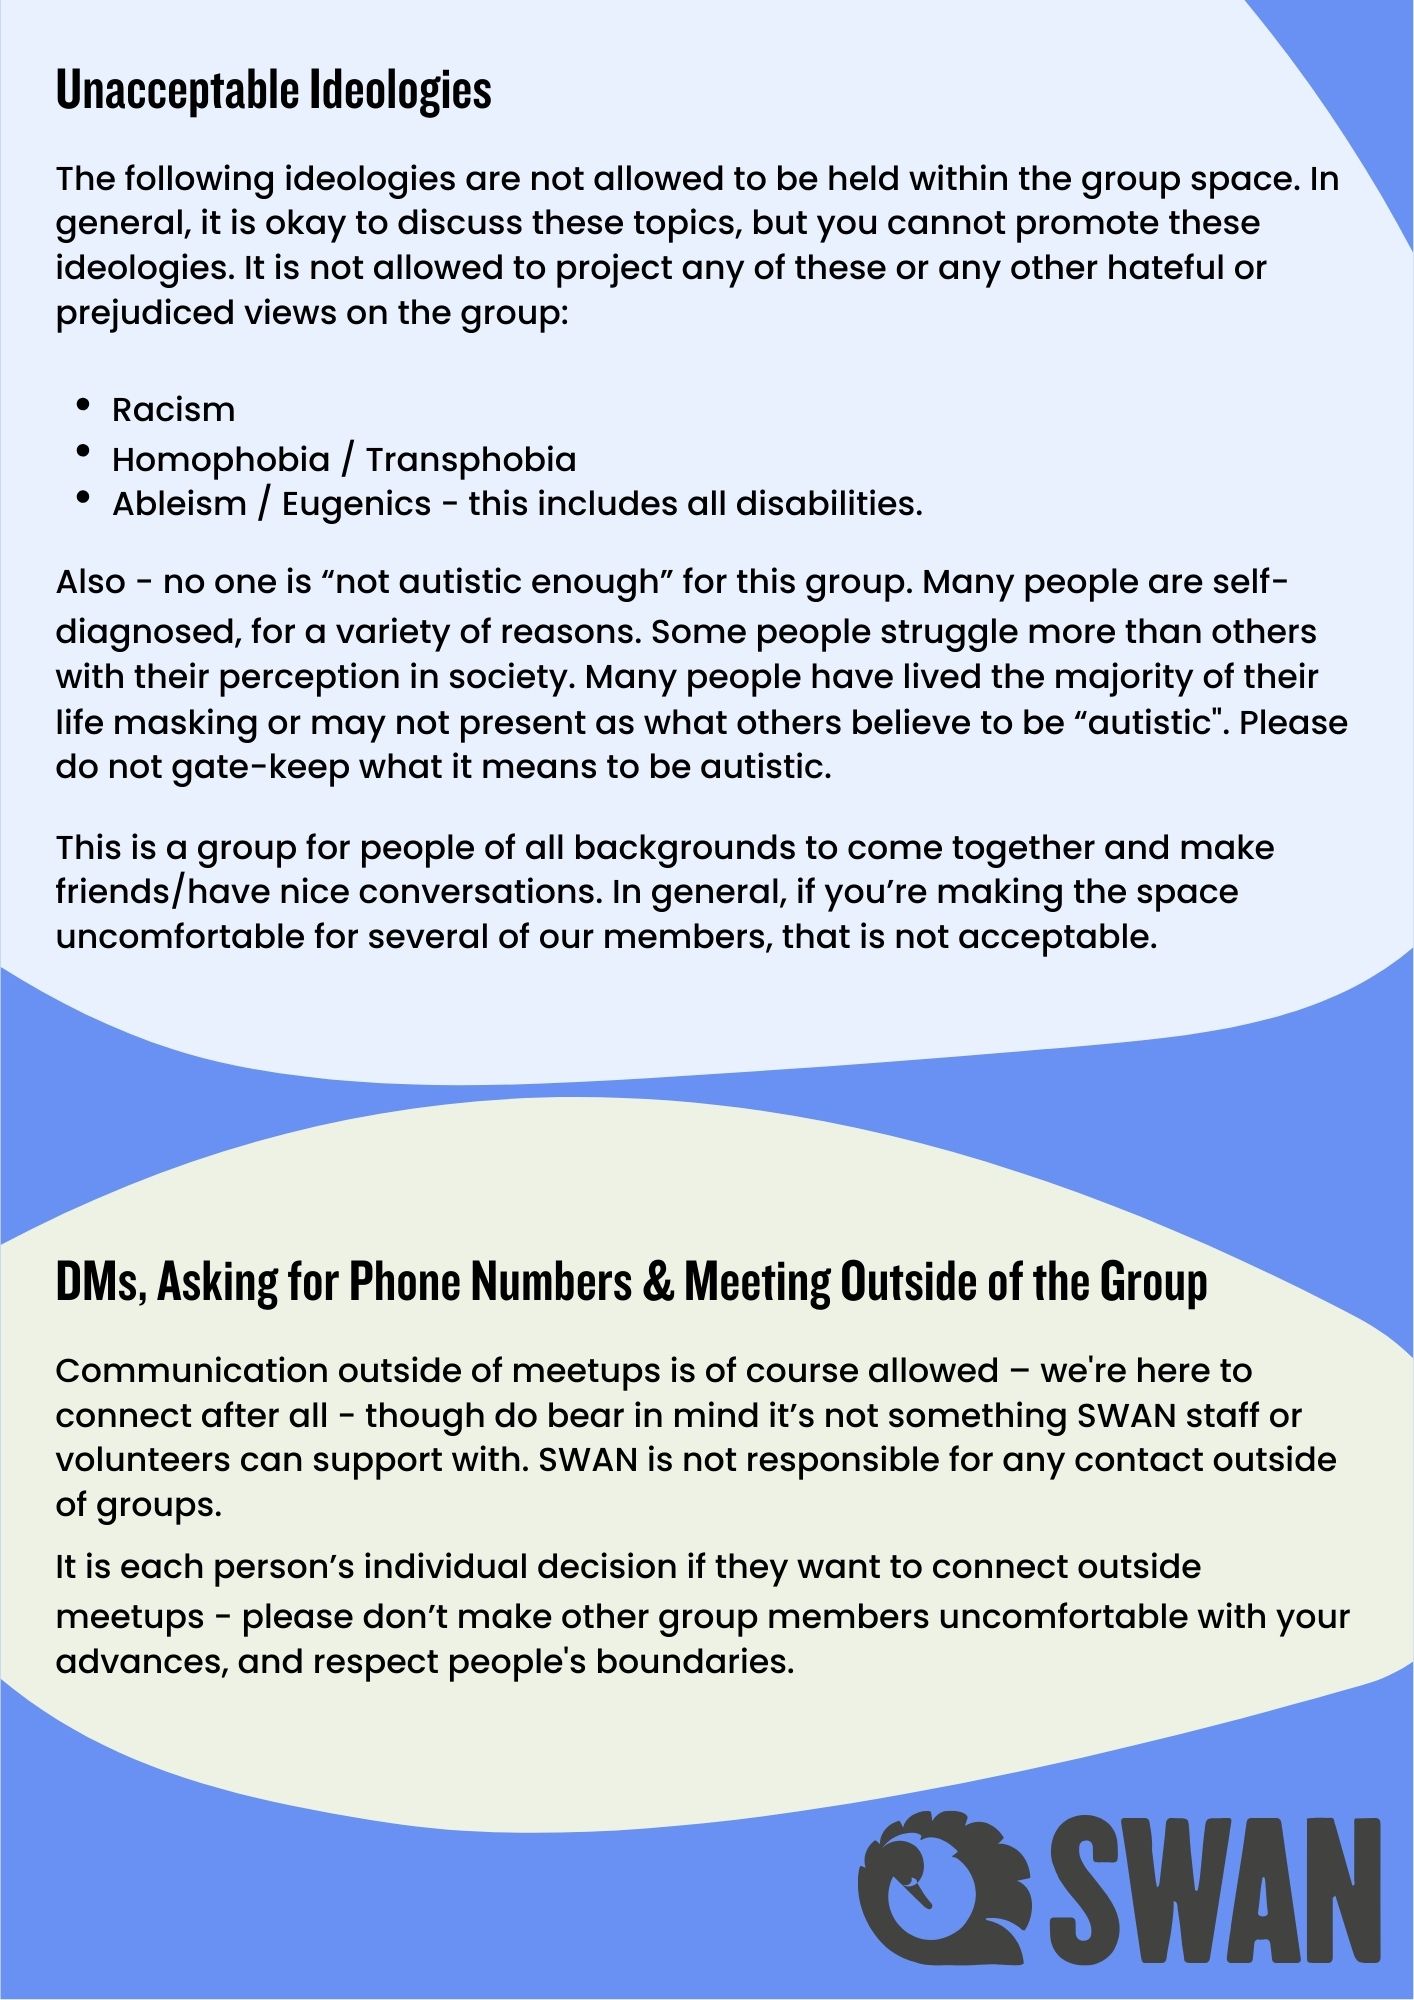 Unacceptable Ideologies
The following ideologies are not allowed to be held within the group space. In
general, it is okay to discuss these topics, but you cannot promote these
ideologies. It is not allowed to project any of these or any other hateful or
prejudiced views on the group:
• Racism
• Homophobia / Transphobia
• Ableism / Eugenics - this includes all disabilities.
Also - no one is “not autistic enough” for this group. Many people are self-
diagnosed, for a variety of reasons. Some people struggle more than others
with their perception in society. Many people have lived the majority of their
life masking or may not present as what others believe to be “autistic". Please
do not gate-keep what it means to be autistic.
This is a group for people of all backgrounds to come together and make
friends/have nice conversations. In general, if you’re making the space
uncomfortable for several of our members, that is not acceptable.
DMs, Asking for Phone Numbers & Meeting Outside of the Group
Communication outside of meetups is of course allowed – we're here to
connect after all - though do bear in mind it’s not something SWAN staff or
volunteers can support with. SWAN is not responsible for any contact outside
of groups.
It is each person’s individual decision if they want to connect outside
meetups - please don’t make other group members uncomfortable with your
advances, and respect people's boundaries.
SWAN